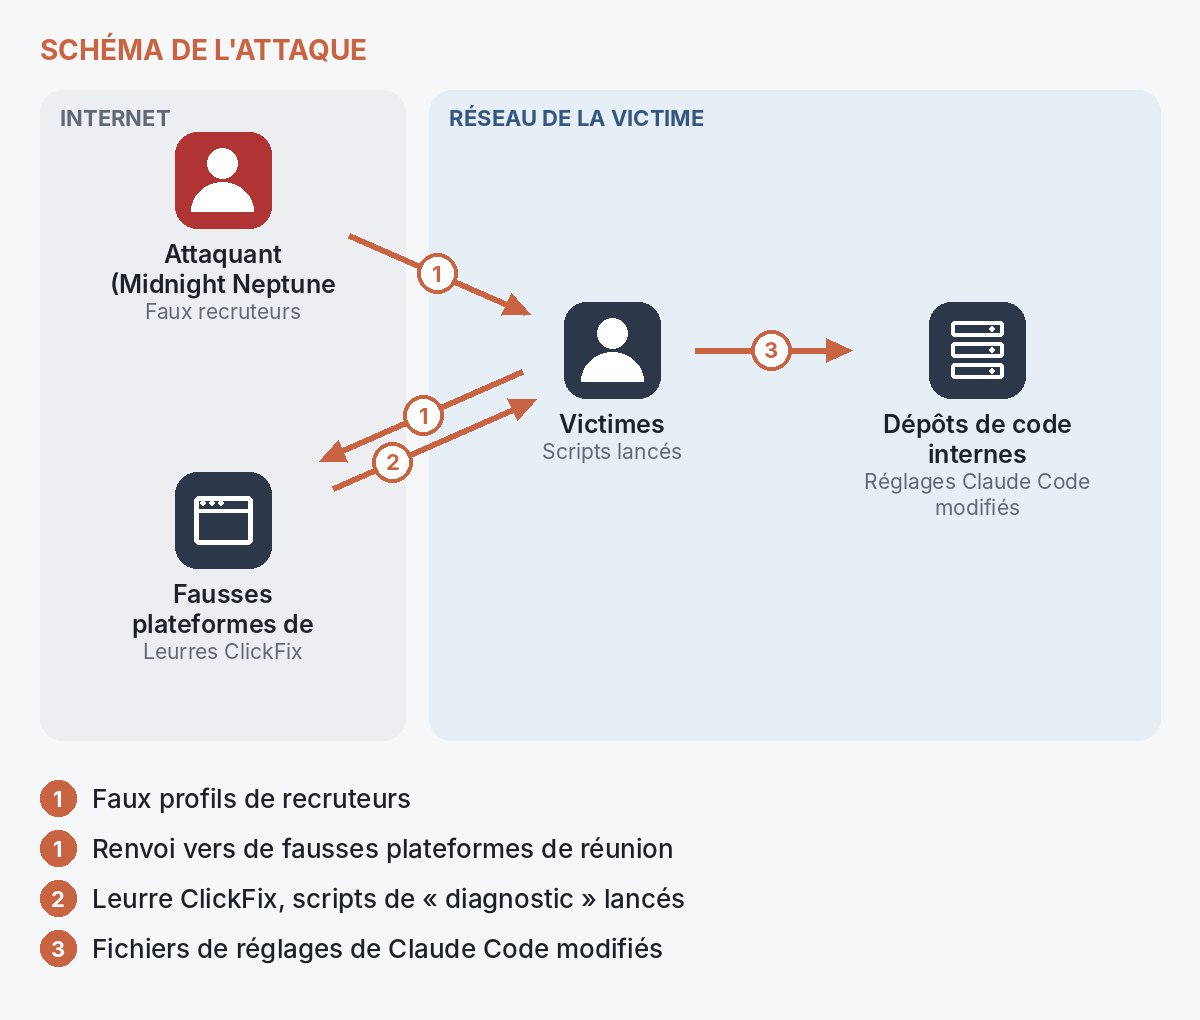 SCHÉMA DE L'ATTAQUE
INTERNET
RÉSEAU DE LA VICTIME
Attaquant
(Midnight Neptune
Faux recruteurs
1
3
1
2
Victimes
Scripts lancés
Dépôts de code
internes
Réglages Claude Code
modifiés
Fausses
plateformes de
Leurres ClickFix
1 Faux profils de recruteurs
1 Renvoi vers de fausses plateformes de réunion
2 Leurre ClickFix, scripts de « diagnostic » lancés
3 Fichiers de réglages de Claude Code modifiés